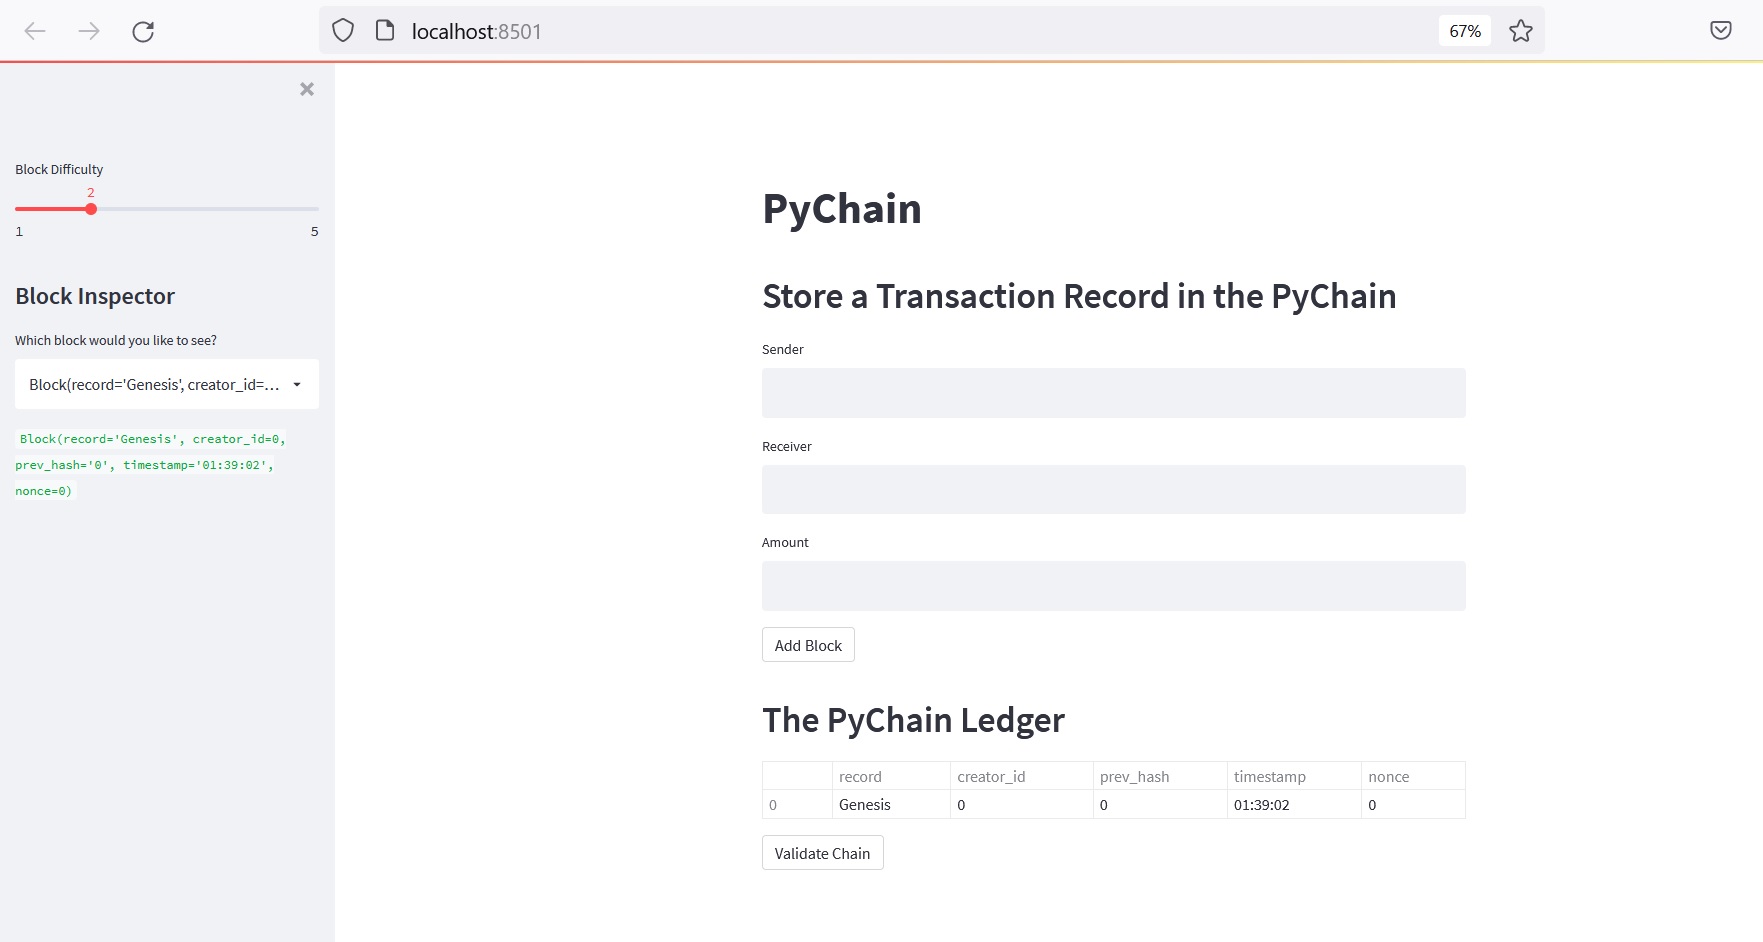 localhost:8501
67%
Block Difficulty
2
1 5
Block Inspector
Which block would you like to see?
Block(record='Genesis', creator_id=...
Block(record='Genesis', creator_id=0,
prev_hash='0', timestamp='01:39:02',
nonce=0)
PyChain
Store a Transaction Record in the PyChain
Sender
Receiver
Amount
Add Block
The PyChain Ledger
record creator_id prev_hash timestamp nonce
0 Genesis 0 0 01:39:02 0
Validate Chain